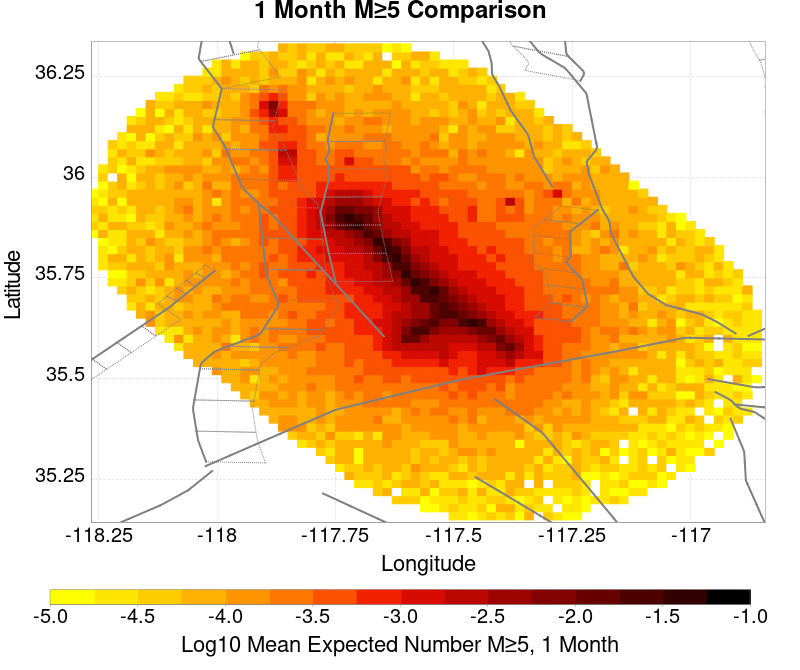 1 Month M≥5 Comparison
36.25
36
35.75
35.5
35.25
Latitude
-118.25 -118 -117.75 -117.5 -117.25 -117
Longitude
-5.0 -4.5 -4.0 -3.5 -3.0 -2.5 -2.0 -1.5 -1.0
Log10 Mean Expected Number M≥5, 1 Month